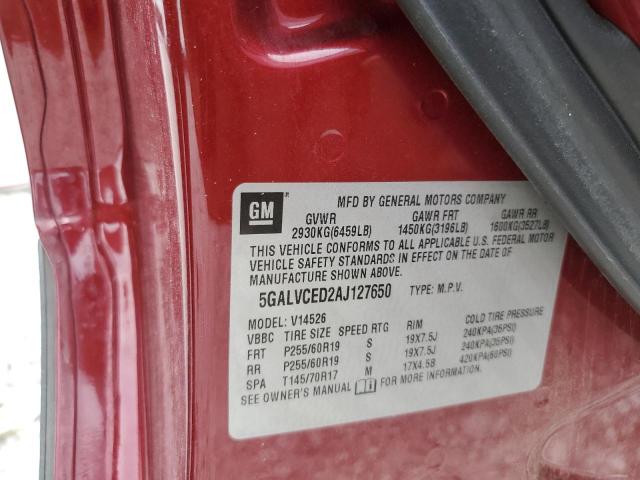 GM
MFD BY GENERAL MOTORS COMPANY
GVWR GAWR FRT GAWR RR
2930KG(6459LB) 1450KG(3196LB) 1600KG(3527LB)
THIS VEHICLE CONFORMS TO ALL APPLICABLE U.S. FEDERAL MOTOR
VEHICLE SAFETY STANDARDS IN EFFECT ON THE DATE OF
MANUFACTURE SHOWN ABOVE.
5GALVCED2AJ127650 TYPE: M.P.V.
MODEL: V14526
VBBC TIRE SIZE SPEED RTG RIM COLD TIRE PRESSURE
FRT P255/60R19 S 19X7.5J 240KPA(35PSI)
RR P255/60R19 S 19X7.5J 240KPA(35PSI)
SPA T145/70R17 M 17X4.5B 420KPA(60PSI)
SEE OWNER'S MANUAL FOR MORE INFORMATION.